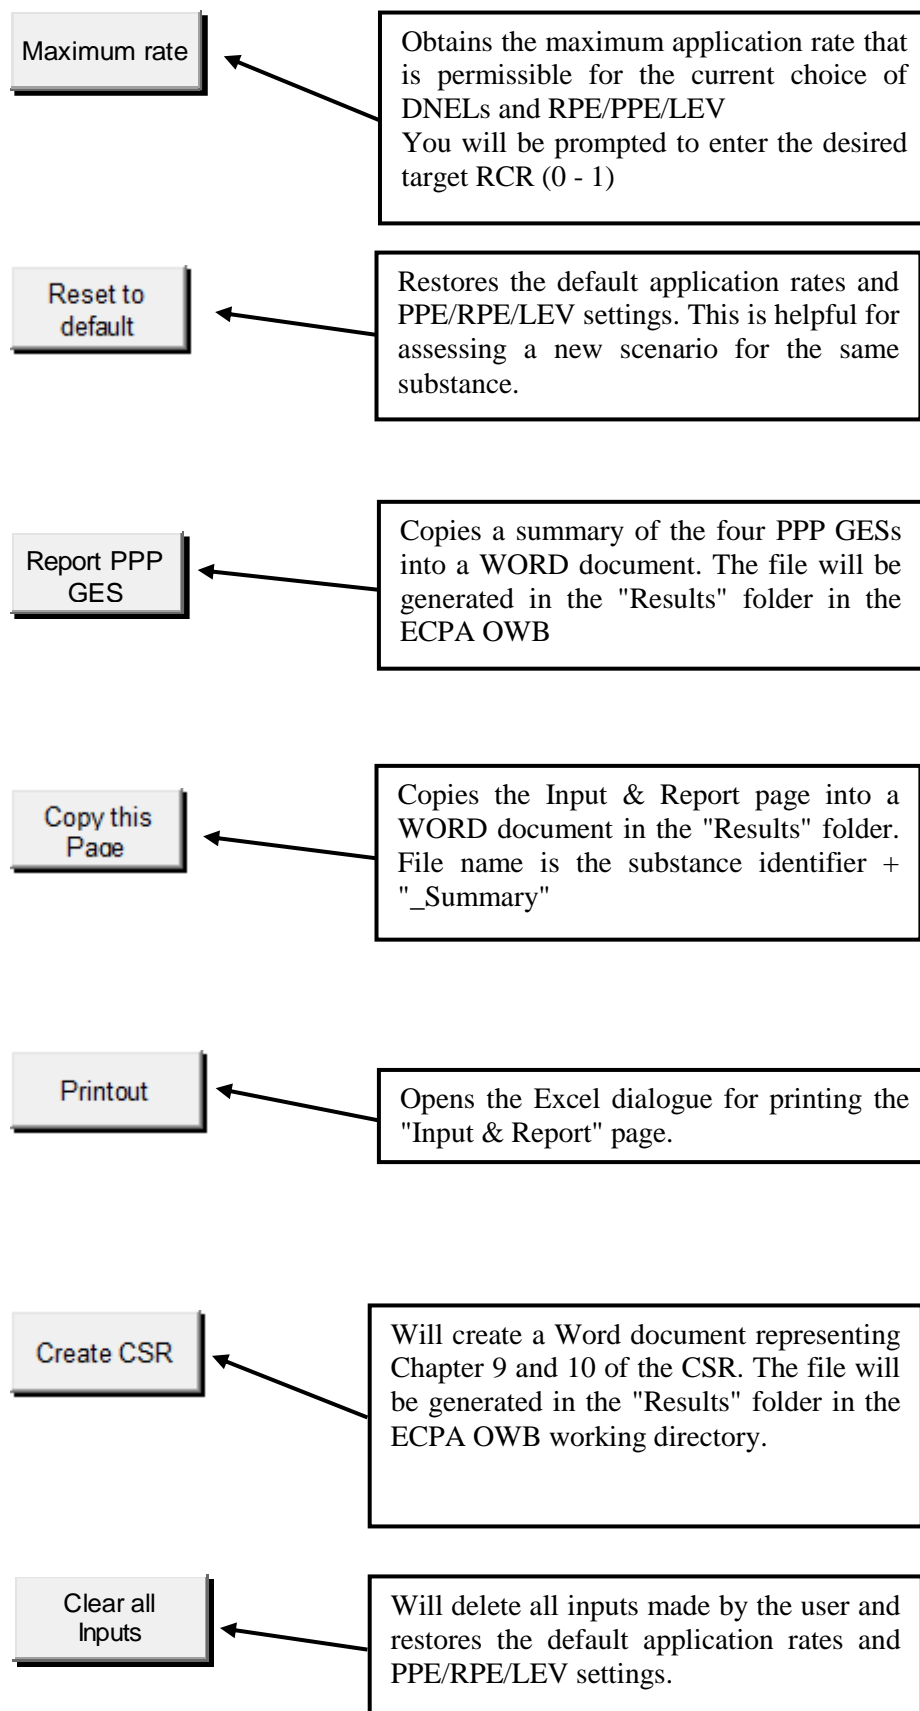 Maximum rate
Obtains the maximum application rate that
is permissible for the current choice of
DNELs and RPE/PPE/LEV
You will be prompted to enter the desired
target RCR (0 - 1)
Reset to
default
Restores the default application rates and
PPE/RPE/LEV settings. This is helpful for
assessing a new scenario for the same
substance.
Report PPP
GES
Copies a summary of the four PPP GESs
into a WORD document. The file will be
generated in the "Results" folder in the
ECPA OWB
Copy this
Page
Copies the Input & Report page into a
WORD document in the "Results" folder.
File name is the substance identifier +
"_Summary"
Printout
Opens the Excel dialogue for printing the
"Input & Report" page.
Create CSR
Will create a Word document representing
Chapter 9 and 10 of the CSR. The file will
be generated in the "Results" folder in the
ECPA OWB working directory.
Clear all
Inputs
Will delete all inputs made by the user and
restores the default application rates and
PPE/RPE/LEV settings.